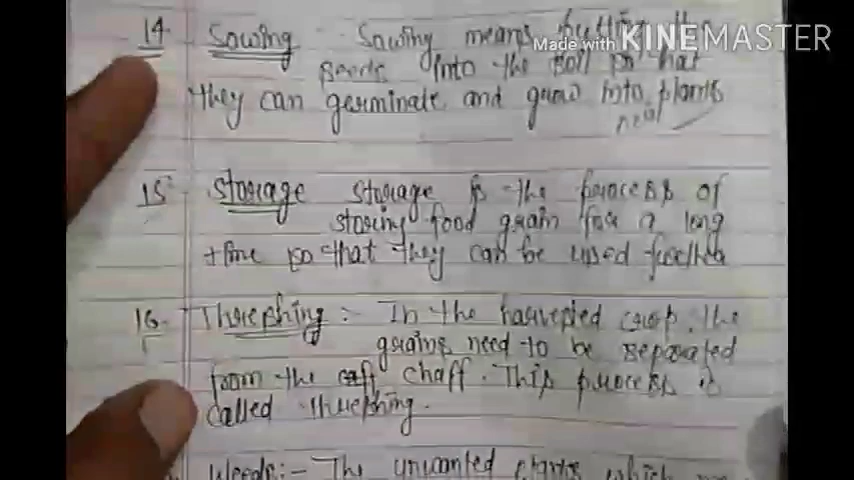 14 Sowing - Sowing means putting the
Made with KINEMASTER
seeds into the soil so that
they can germinate and grow into plants
new
15 Storage storage is the process of
storing food grain for a long
time so that they can be used further
16. Threshing :- In the harvested crop, the
grains need to be separated
from the chaff. This process is
called threshing.
Weeds:- The unwanted plants which